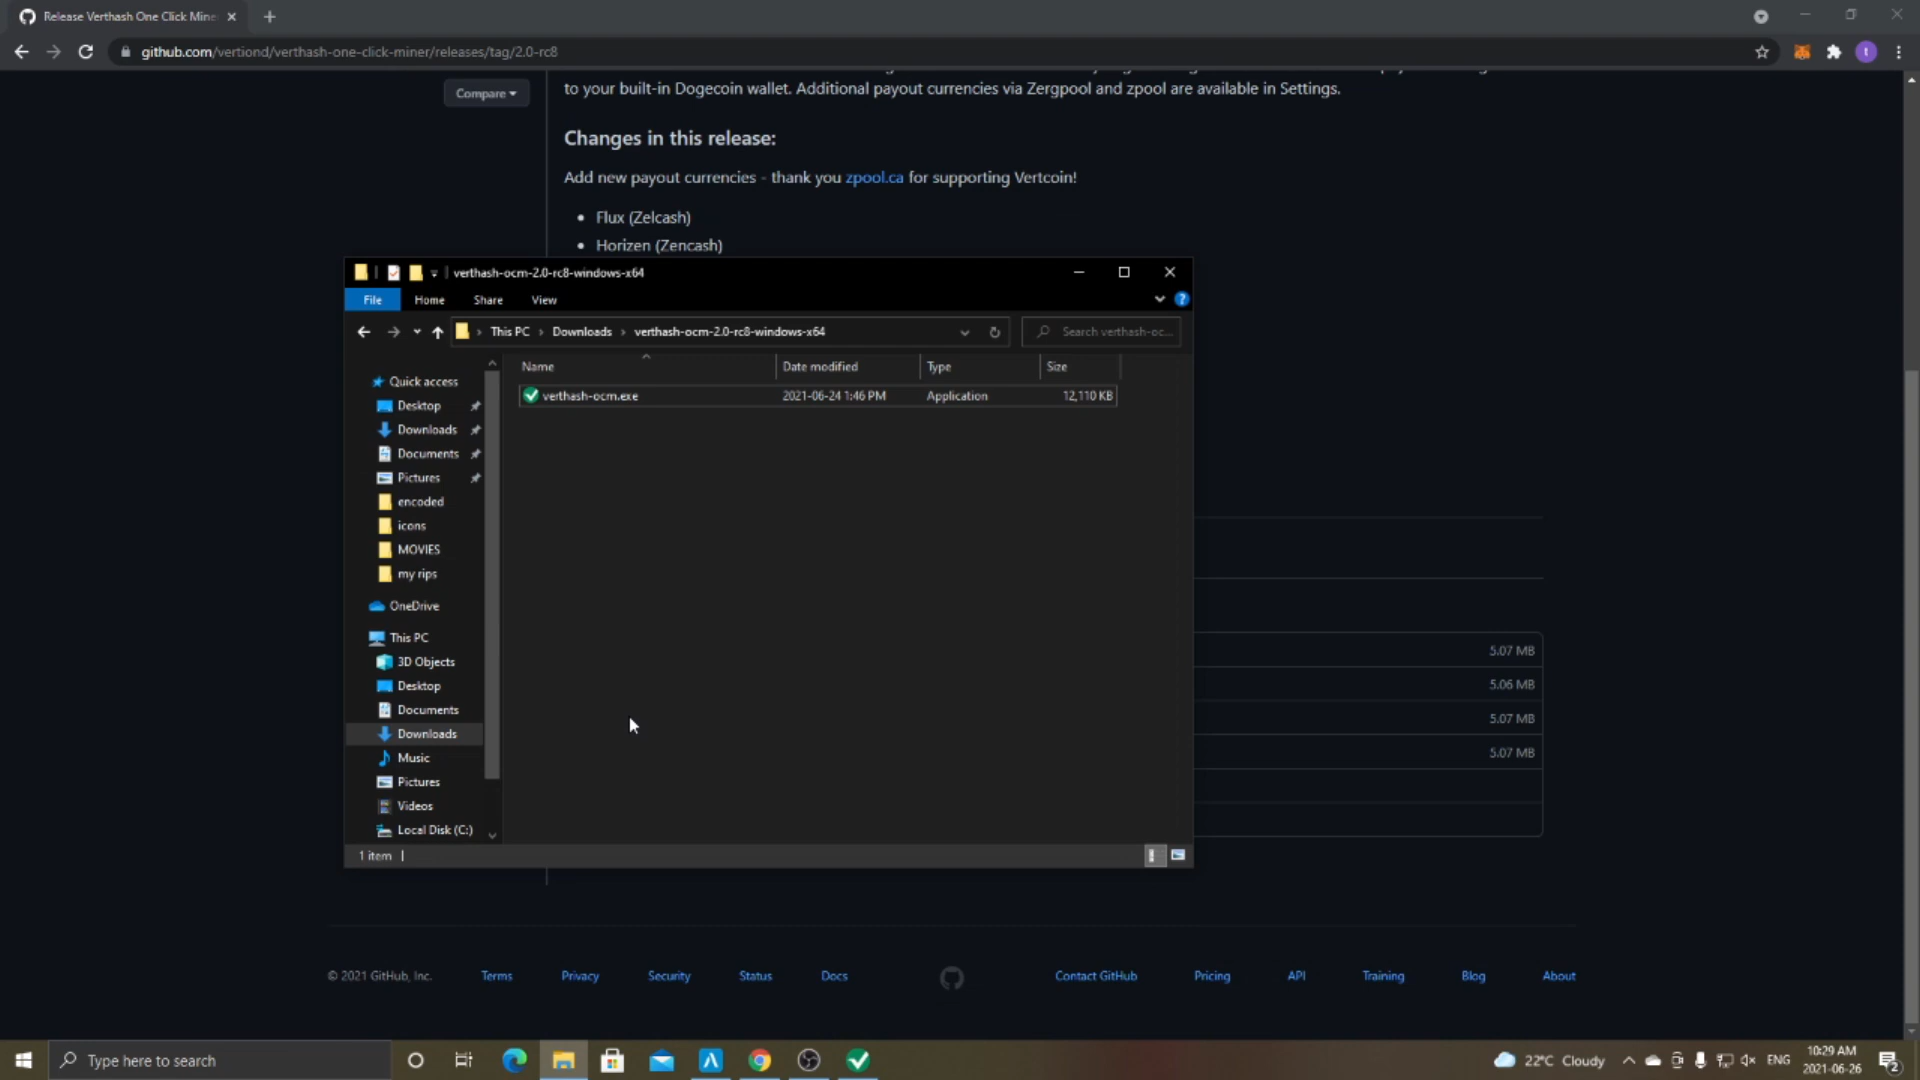 Release Verthash One Click Mine
github.com/vertiond/verthash-one-click-miner/releases/tag/2.0-rc8
Compare
to your built-in Dogecoin wallet. Additional payout currencies via Zergpool and zpool are available in Settings.
Changes in this release:
Add new payout currencies - thank you zpool.ca for supporting Vertcoin!
Flux (Zelcash)
Horizen (Zencash)
verthash-ocm-2.0-rc8-windows-x64
File Home Share View
This PC Downloads verthash-ocm-2.0-rc8-windows-x64 Search verthash-oc...
Name Date modified Type Size
verthash-ocm.exe 2021-06-24 1:46 PM Application 12,110 KB
Quick access
Desktop
Downloads
Documents
Pictures
encoded
icons
MOVIES
my rips
OneDrive
This PC
3D Objects
Desktop
Documents
Downloads
Music
Pictures
Videos
Local Disk (C:)
1 item
5.07 MB
5.06 MB
5.07 MB
5.07 MB
© 2021 GitHub, Inc. Terms Privacy Security Status Docs Contact GitHub Pricing API Training Blog About
Type here to search
22°C Cloudy ENG
10:29 AM
2021-06-26
2